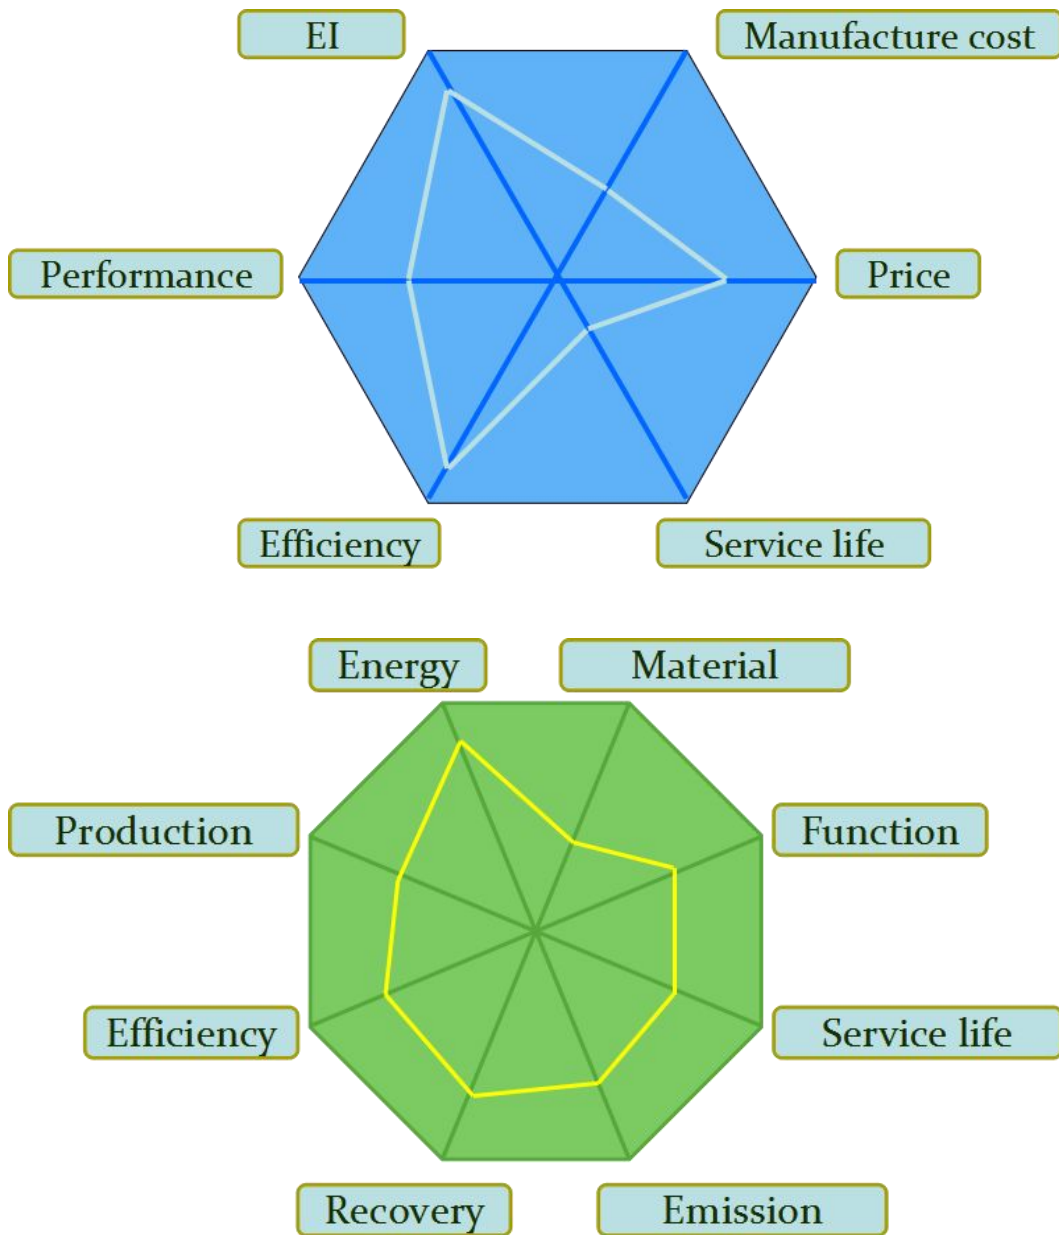 EI
Manufacture cost
Performance
Price
Efficiency
Service life
Energy
Material
Production
Function
Efficiency
Service life
Recovery
Emission